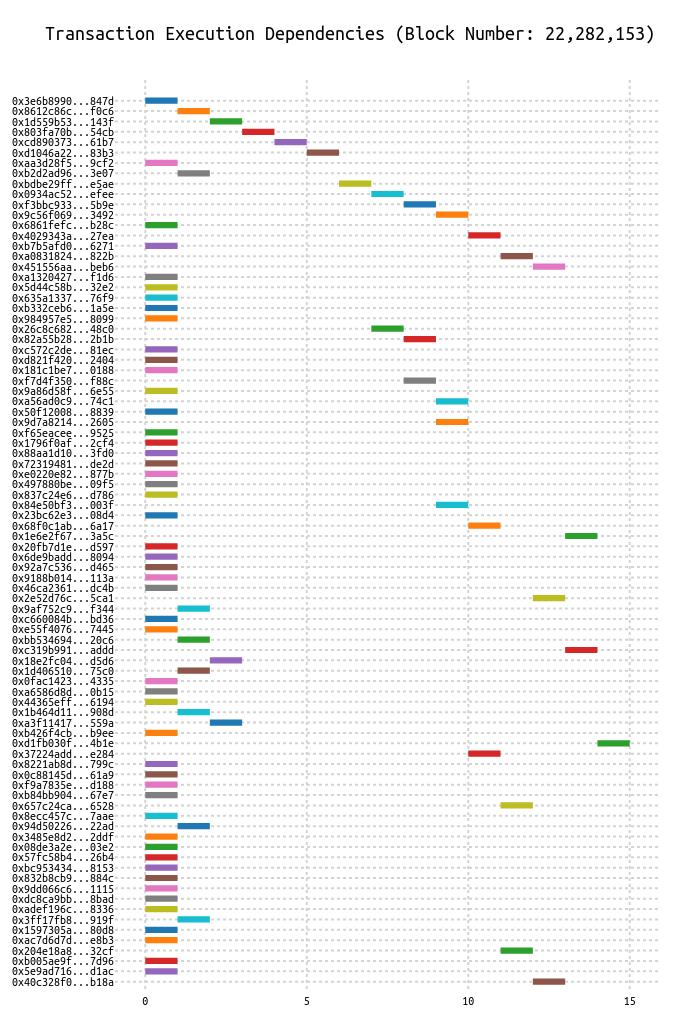 Transaction Execution Dependencies (Block Number: 22,282,153)
0x3e6b8990...847d
0x8612c86c...f0c6
0x1d559b53...143f
0x803fa70b...54cb
0xcd890373...61b7
0xd1046a22...83b3
0xaa3d28f5...9cf2
0xb2d2ad96...3e07
0xbdbe29ff...e5ae
0x0934ac52...efee
0xf3bbc933...5b9e
0x9c56f069...3492
0x6861fefc...b28c
0x4029343a...27ea
0xb7b5afd0...6271
0xa0831824...822b
0x451556aa...beb6
0xa1320427...f1d6
0x5d44c58b...32e2
0x635a1337...76f9
0xb332ceb6...1a5e
0x984957e5...8099
0x26c8c682...48c0
0x82a55b28...2b1b
0xc572c2de...81ec
0xd821f420...2404
0x181c1be7...0188
0xf7d4f350...f88c
0x9a86d58f...6e55
0xa56ad0c9...74c1
0x50f12008...8839
0x9d7a8214...2605
0xf65eacee...9525
0x1796f0af...2cf4
0x88aa1d10...3fd0
0x72319481...de2d
0xe0220e82...877b
0x497880be...09f5
0x837c24e6...d786
0x84e50bf3...003f
0x23bc62e3...08d4
0x68f0c1ab...6a17
0x1e6e2f67...3a5c
0x20fb7d1e...d597
0x6de9badd...8094
0x92a7c536...d465
0x9188b014...113a
0x46ca2361...dc4b
0x2e52d76c...5ca1
0x9af752c9...f344
0xc660084b...bd36
0xe55f4076...7445
0xbb534694...20c6
0xc319b991...addd
0x18e2fc04...d5d6
0x1d406510...75c0
0x0fac1423...4335
0xa6586d8d...0b15
0x44365eff...6194
0x1b464d11...908d
0xa3f11417...559a
0xb426f4cb...b9ee
0xd1fb030f...4b1e
0x37224add...e284
0x8221ab8d...799c
0x0c88145d...61a9
0xf9a7835e...d188
0xb84bb904...67e7
0x657c24ca...6528
0x8ecc457c...7aae
0x94d50226...22ad
0x3485e8d2...2ddf
0x08de3a2e...03e2
0x57fc58b4...26b4
0xbc953434...8153
0x832b8cb9...884c
0x9dd066c6...1115
0xdc8ca9bb...8bad
0xadef196c...8336
0x3ff17fb8...919f
0x1597305a...80d8
0xac7d6d7d...e8b3
0x204e18a8...32cf
0xb005ae9f...7d96
0x5e9ad716...d1ac
0x40c328f0...b18a
0 5 10 15